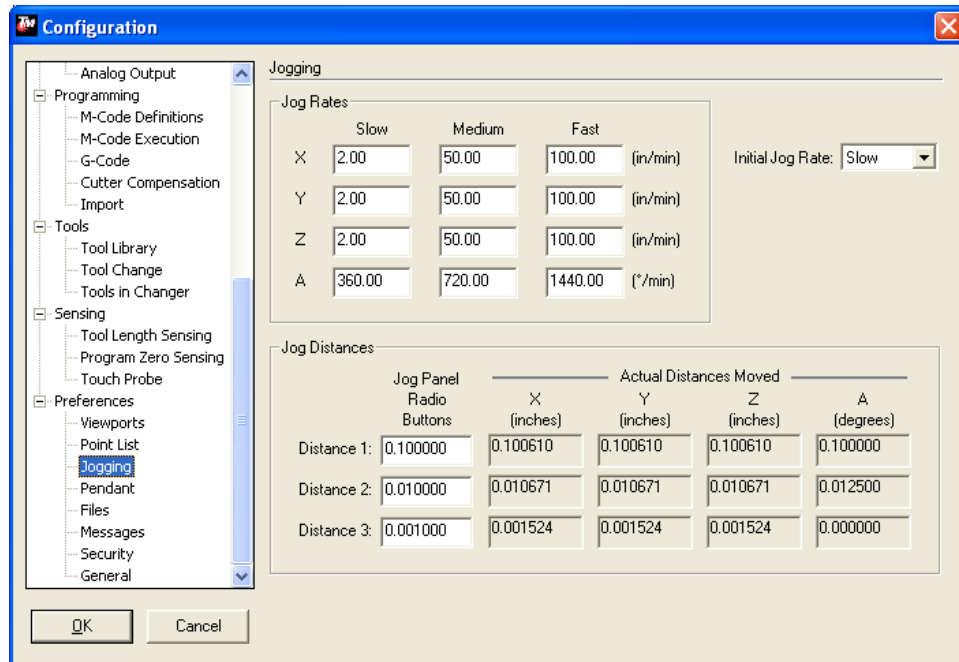 TM Configuration
Analog Output
Programming
M-Code Definitions
M-Code Execution
G-Code
Cutter Compensation
Import
Tools
Tool Library
Tool Change
Tools in Changer
Sensing
Tool Length Sensing
Program Zero Sensing
Touch Probe
Preferences
Viewports
Point List
Jogging
Pendant
Files
Messages
Security
General
OK Cancel
Jogging
Jog Rates
Slow Medium Fast
X 2.00 50.00 100.00 (in/min)
Y 2.00 50.00 100.00 (in/min)
Z 2.00 50.00 100.00 (in/min)
A 360.00 720.00 1440.00 (°/min)
Initial Jog Rate: Slow
Jog Distances
Jog Panel Actual Distances Moved
Radio X Y Z A
Buttons (inches) (inches) (inches) (degrees)
Distance 1: 0.100000 0.100610 0.100610 0.100610 0.100000
Distance 2: 0.010000 0.010671 0.010671 0.010671 0.012500
Distance 3: 0.001000 0.001524 0.001524 0.001524 0.000000